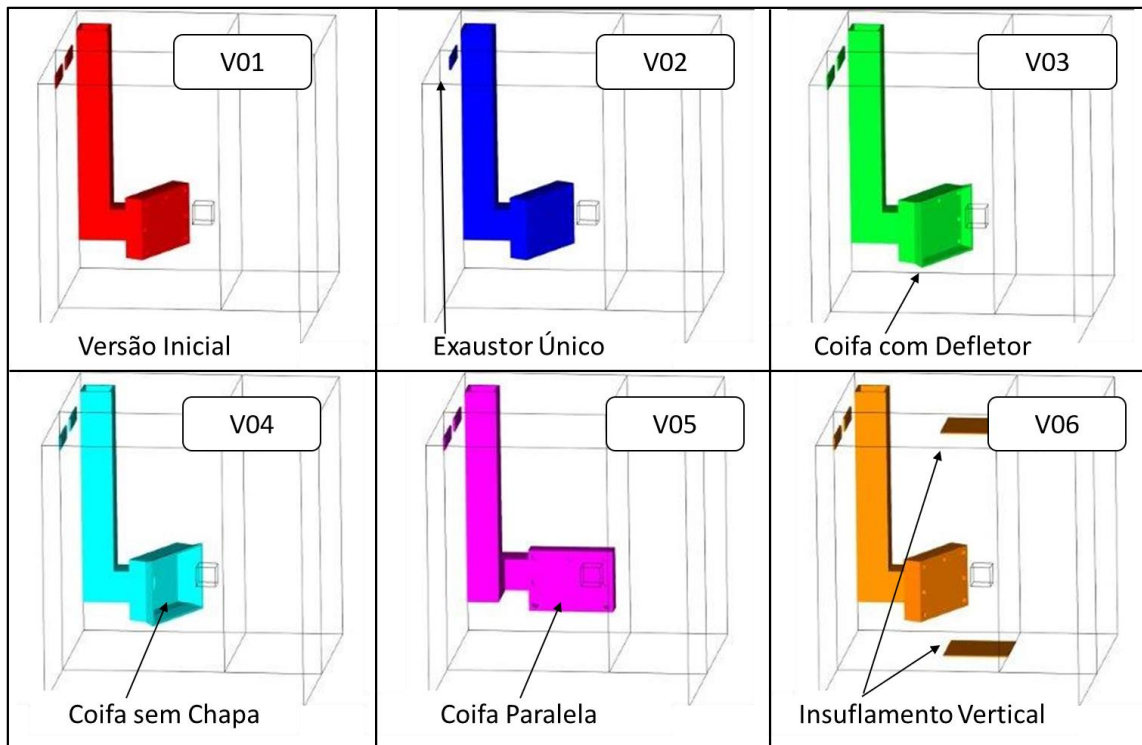 V01
Versão Inicial
V02
Exaustor Único
V03
Coifa com Defletor
V04
Coifa sem Chapa
V05
Coifa Paralela
V06
Insuflamento Vertical